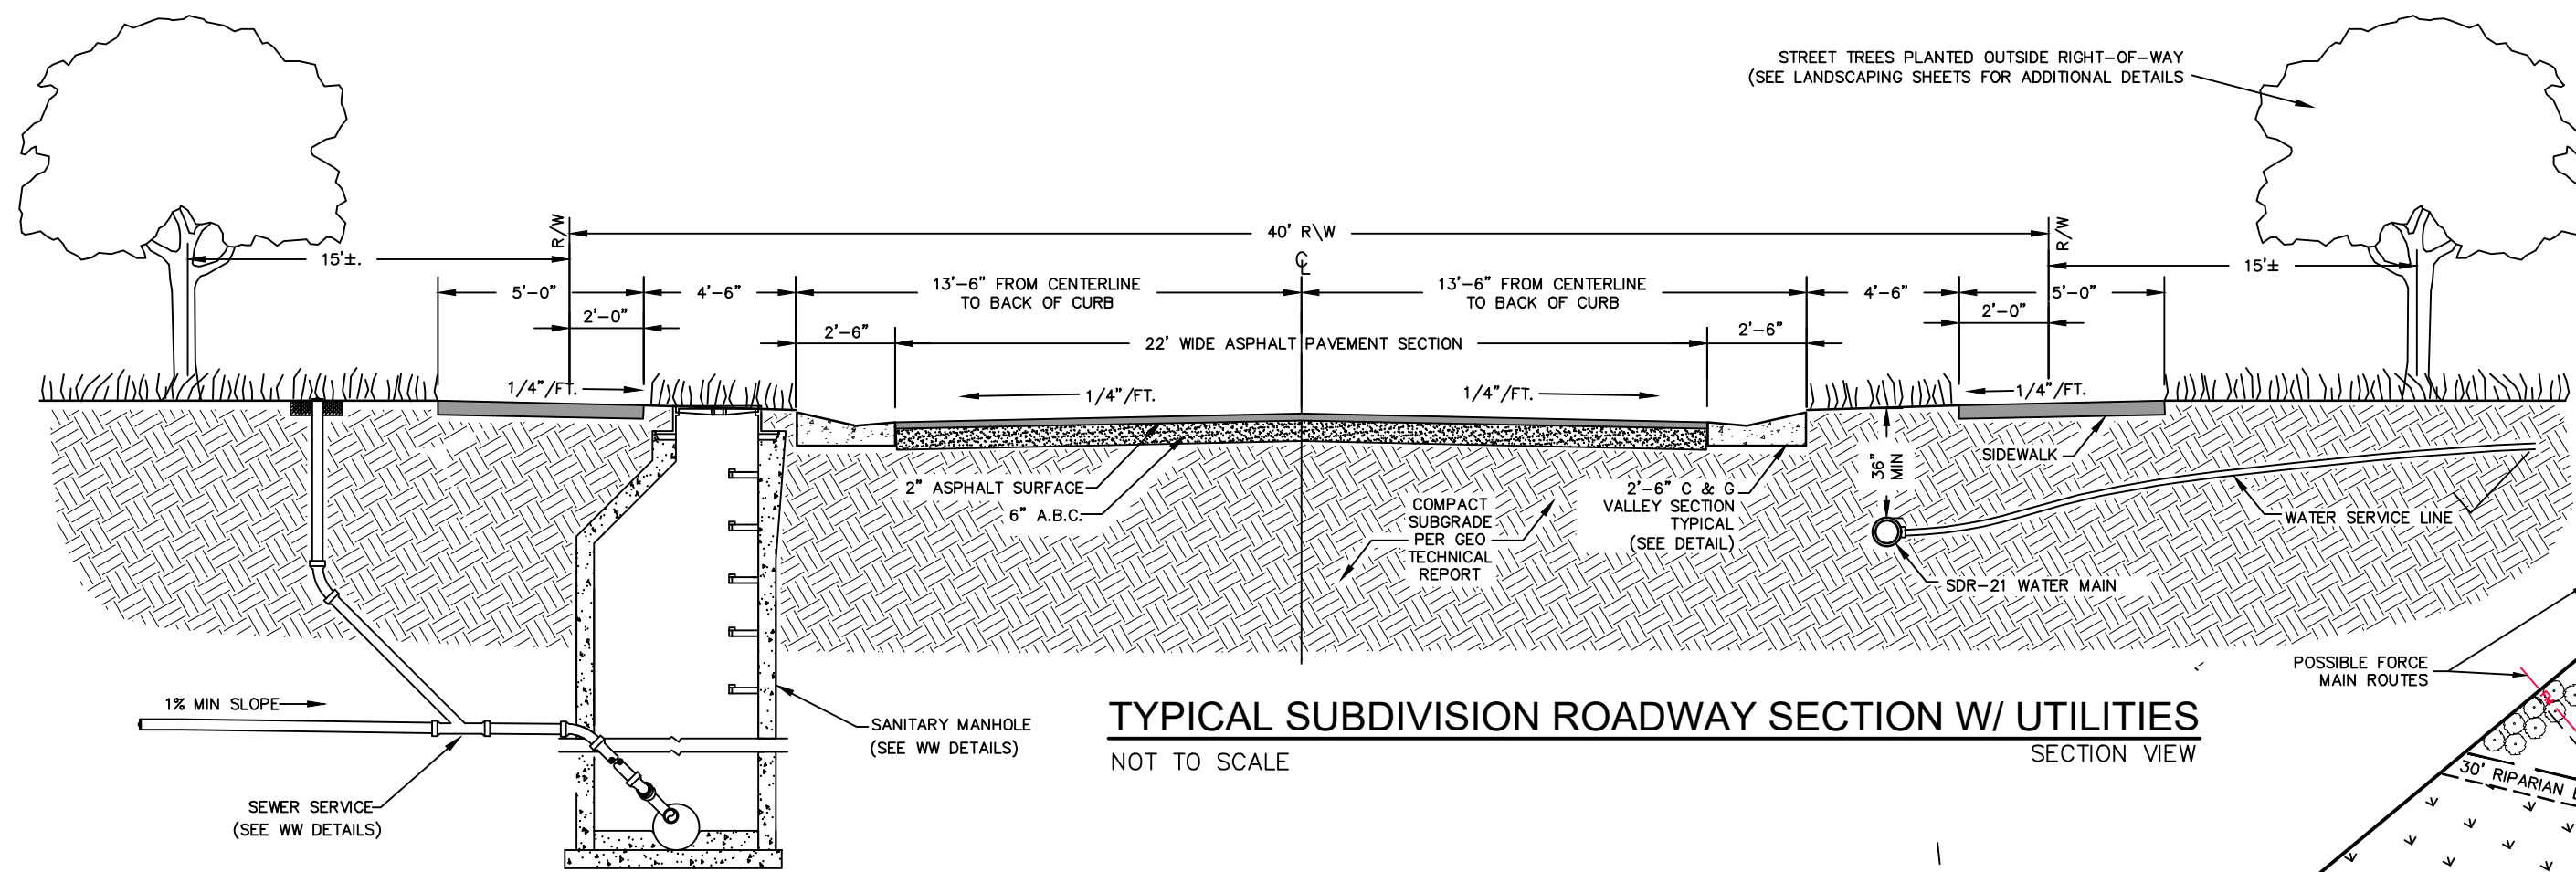 STREET TREES PLANTED OUTSIDE RIGHT-OF-WAY
(SEE LANDSCAPING SHEETS FOR ADDITIONAL DETAILS
R/W
40' R\W
R/W
15'±.
℄
15'±
5'-0"
4'-6"
13'-6" FROM CENTERLINE
TO BACK OF CURB
13'-6" FROM CENTERLINE
TO BACK OF CURB
4'-6"
5'-0"
2'-0"
2'-0"
2'-6"
22' WIDE ASPHALT PAVEMENT SECTION
2'-6"
1/4"/FT.
1/4"/FT.
1/4"/FT.
1/4"/FT.
36"
MIN
SIDEWALK
2" ASPHALT SURFACE
6" A.B.C.
COMPACT
SUBGRADE
PER GEO
TECHNICAL
REPORT
2'-6" C & G
VALLEY SECTION
TYPICAL
(SEE DETAIL)
WATER SERVICE LINE
SDR-21 WATER MAIN
1% MIN SLOPE
SANITARY MANHOLE
(SEE WW DETAILS)
SEWER SERVICE
(SEE WW DETAILS)
TYPICAL SUBDIVISION ROADWAY SECTION W/ UTILITIES
NOT TO SCALE
SECTION VIEW
POSSIBLE FORCE
MAIN ROUTES
30' RIPARIAN